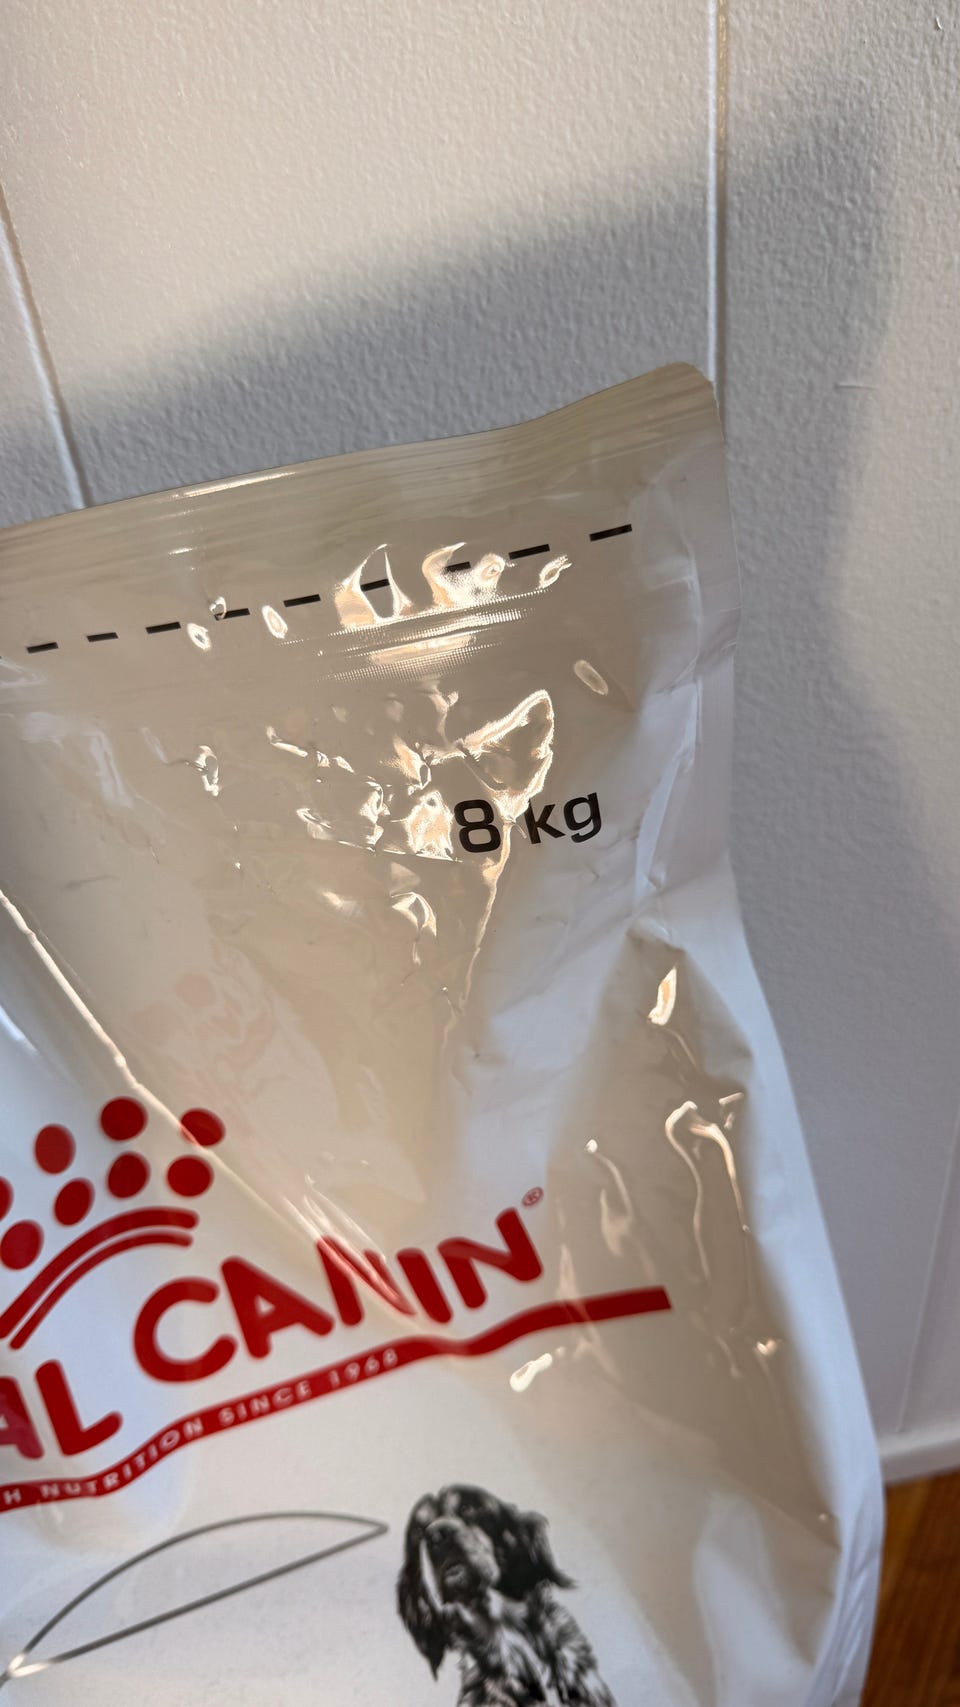 8 kg
AL CANIN®
H NUTRITION SINCE 1968